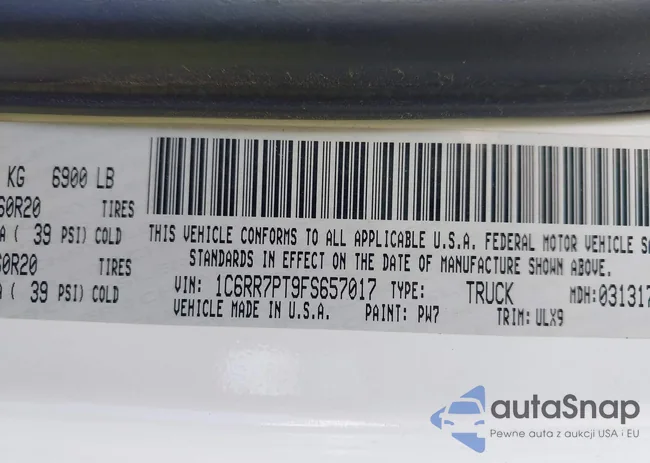 KG 6900 LB
60R20 TIRES
A ( 39 PSI) COLD
60R20 TIRES
A ( 39 PSI) COLD
THIS VEHICLE CONFORMS TO ALL APPLICABLE U.S.A. FEDERAL MOTOR VEHICLE SA
STANDARDS IN EFFECT ON THE DATE OF MANUFACTURE SHOWN ABOVE.
VIN: 1C6RR7PT9FS657017 TYPE: TRUCK MDH:031317
VEHICLE MADE IN U.S.A. PAINT: PW7 TRIM: ULX9
autaSnap
Pewne auta z aukcji USA i EU